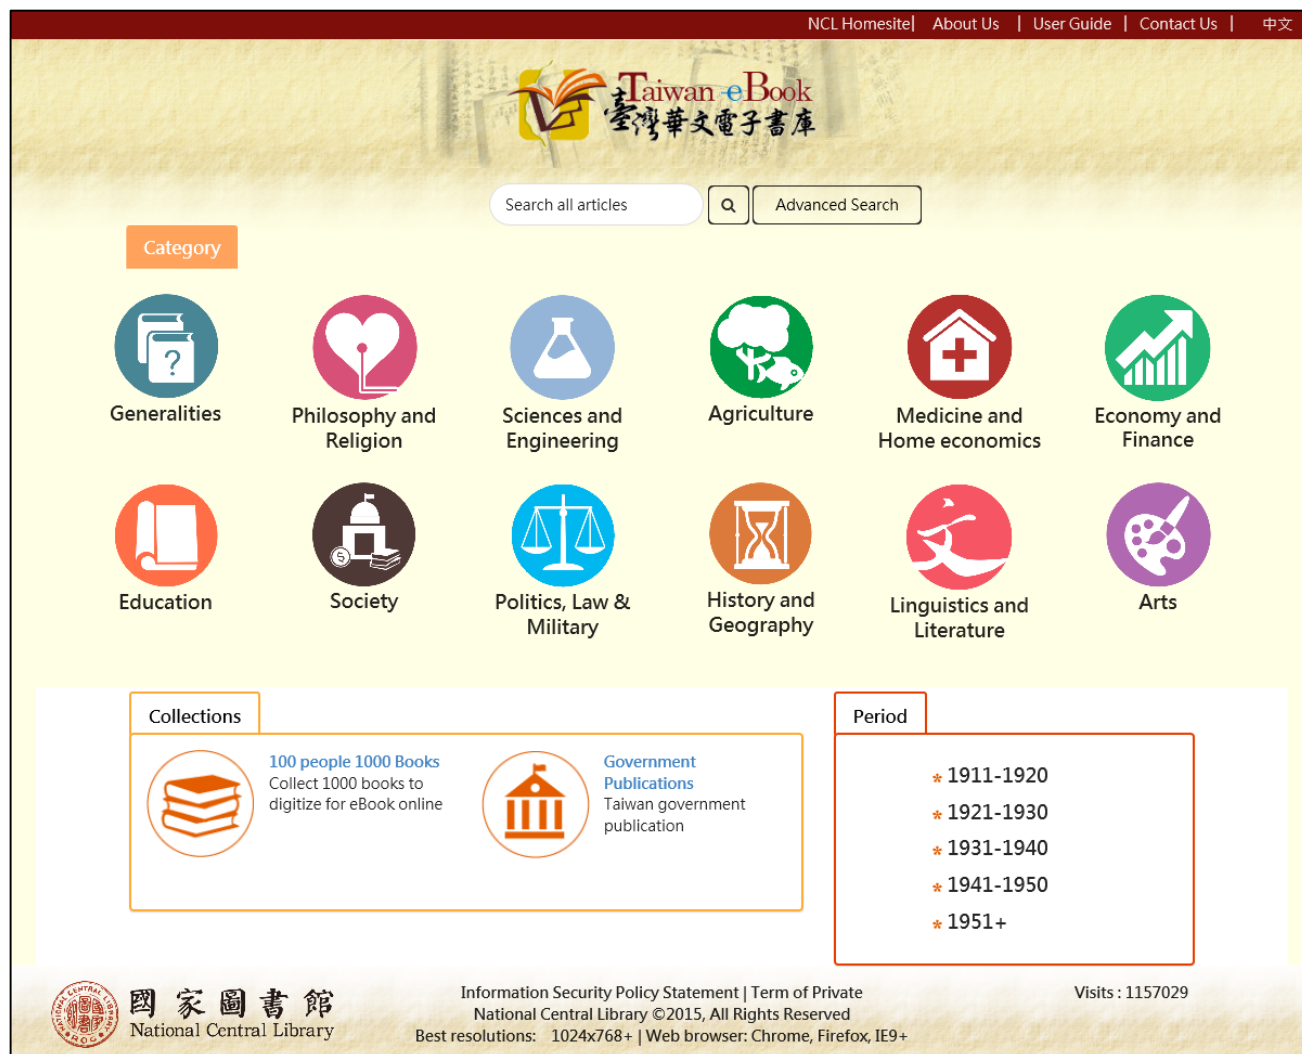 NCL Homesite| About Us | User Guide | Contact Us | 中文
Taiwan eBook
臺灣華文電子書庫
Search all articles
Advanced Search
Category
Generalities
Philosophy and
Religion
Sciences and
Engineering
Agriculture
Medicine and
Home economics
Economy and
Finance
Education
Society
Politics, Law &
Military
History and
Geography
Linguistics and
Literature
Arts
Collections
100 people 1000 Books
Collect 1000 books to
digitize for eBook online
Government
Publications
Taiwan government
publication
Period
* 1911-1920
* 1921-1930
* 1931-1940
* 1941-1950
* 1951+
國家圖書館
National Central Library
Information Security Policy Statement | Term of Private
National Central Library ©2015, All Rights Reserved
Best resolutions: 1024x768+ | Web browser: Chrome, Firefox, IE9+
Visits : 1157029